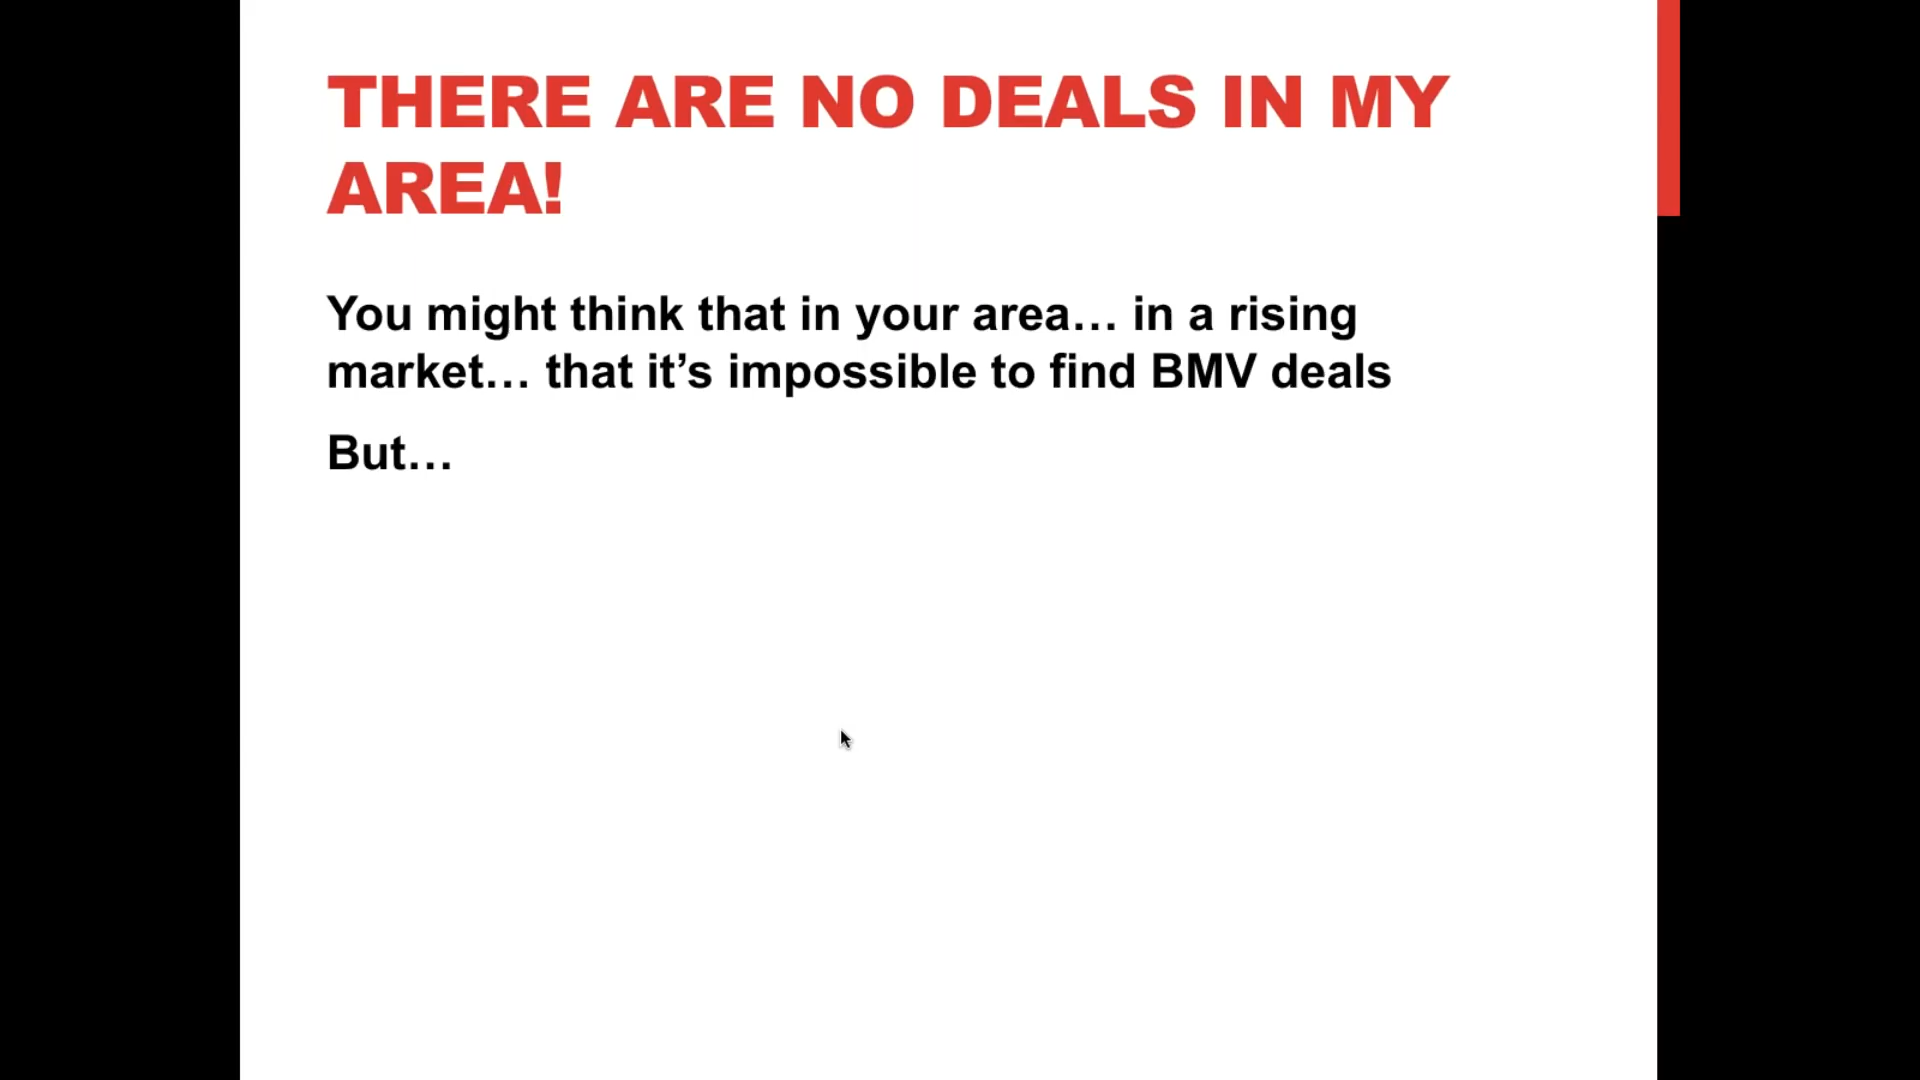 THERE ARE NO DEALS IN MY
AREA!
You might think that in your area… in a rising
market… that it’s impossible to find BMV deals
But…